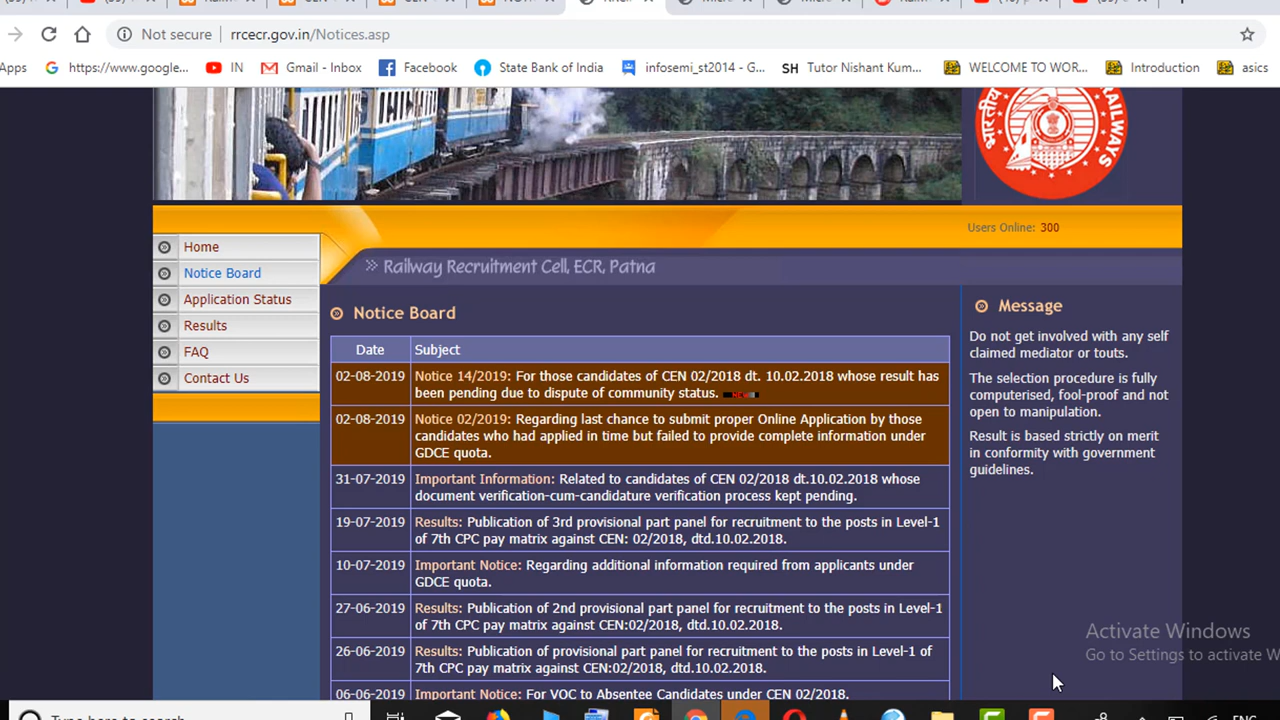 Not secure
rrcecr.gov.in/Notices.asp
Apps
https://www.google...
IN
Gmail - Inbox
Facebook
State Bank of India
infosemi_st2014 - G...
SH Tutor Nishant Kum...
WELCOME TO WOR...
Introduction
asics
भारतीय
RAILWAYS
Users Online: 300
Home
Notice Board
Application Status
Results
FAQ
Contact Us
Railway Recruitment Cell, ECR, Patna
Notice Board
Date Subject
02-08-2019 Notice 14/2019: For those candidates of CEN 02/2018 dt. 10.02.2018 whose result has
been pending due to dispute of community status.
02-08-2019 Notice 02/2019: Regarding last chance to submit proper Online Application by those
candidates who had applied in time but failed to provide complete information under
GDCE quota.
31-07-2019 Important Information: Related to candidates of CEN 02/2018 dt.10.02.2018 whose
document verification-cum-candidature verification process kept pending.
19-07-2019 Results: Publication of 3rd provisional part panel for recruitment to the posts in Level-1
of 7th CPC pay matrix against CEN: 02/2018, dtd.10.02.2018.
10-07-2019 Important Notice: Regarding additional information required from applicants under
GDCE quota.
27-06-2019 Results: Publication of 2nd provisional part panel for recruitment to the posts in Level-1
of 7th CPC pay matrix against CEN:02/2018, dtd.10.02.2018.
26-06-2019 Results: Publication of provisional part panel for recruitment to the posts in Level-1 of
7th CPC pay matrix against CEN:02/2018, dtd.10.02.2018.
06-06-2019 Important Notice: For VOC to Absentee Candidates under CEN 02/2018.
Message
Do not get involved with any self
claimed mediator or touts.
The selection procedure is fully
computerised, fool-proof and not
open to manipulation.
Result is based strictly on merit
in conformity with government
guidelines.
Activate Windows
Go to Settings to activate W
Type here to search
ENG